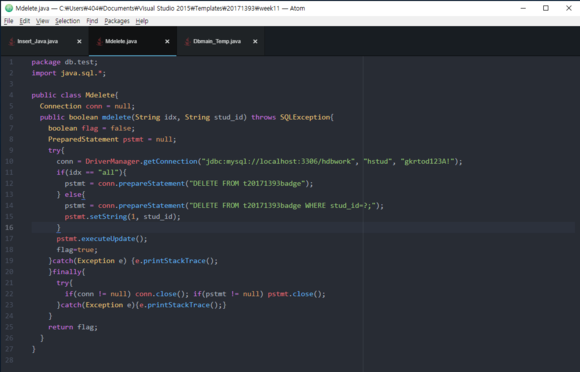 Mdelete.java — C:₩Users₩404₩Documents₩Visual Studio 2015₩Templates₩20171393₩week11 — Atom
File Edit View Selection Find Packages Help
Insert_Java.java Mdelete.java Dbmain_Temp.java
1 package db.test;
2 import java.sql.*;
3
4 public class Mdelete{
5 Connection conn = null;
6 public boolean mdelete(String idx, String stud_id) throws SQLException{
7 boolean flag = false;
8 PreparedStatement pstmt = null;
9 try{
10 conn = DriverManager.getConnection("jdbc:mysql://localhost:3306/hdbwork", "hstud", "gkrtod123A!");
11 if(idx == "all"){
12 pstmt = conn.prepareStatement("DELETE FROM t20171393badge");
13 } else{
14 pstmt = conn.prepareStatement("DELETE FROM t20171393badge WHERE stud_id=?;");
15 pstmt.setString(1, stud_id);
16 }
17 pstmt.executeUpdate();
18 flag=true;
19 }catch(Exception e) {e.printStackTrace();
20 }finally{
21 try{
22 if(conn != null) conn.close(); if(pstmt != null) pstmt.close();
23 }catch(Exception e){e.printStackTrace();}
24 }
25 return flag;
26 }
27 }
28